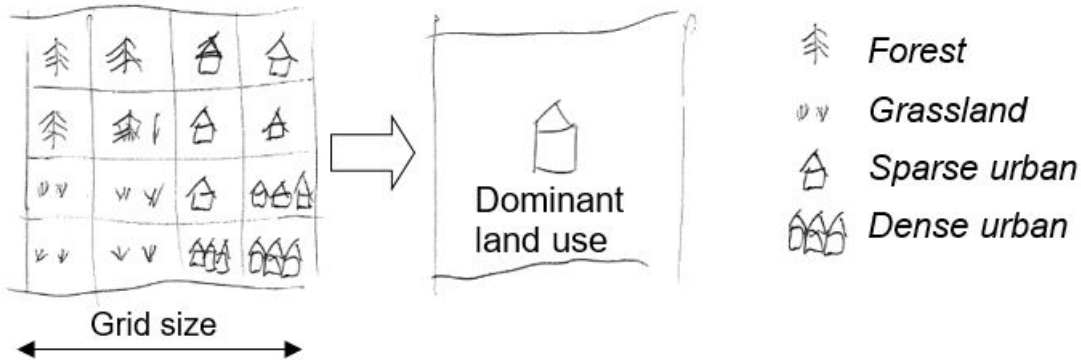 Forest
Grassland
Sparse urban
Dense urban
Dominant
land use
Grid size